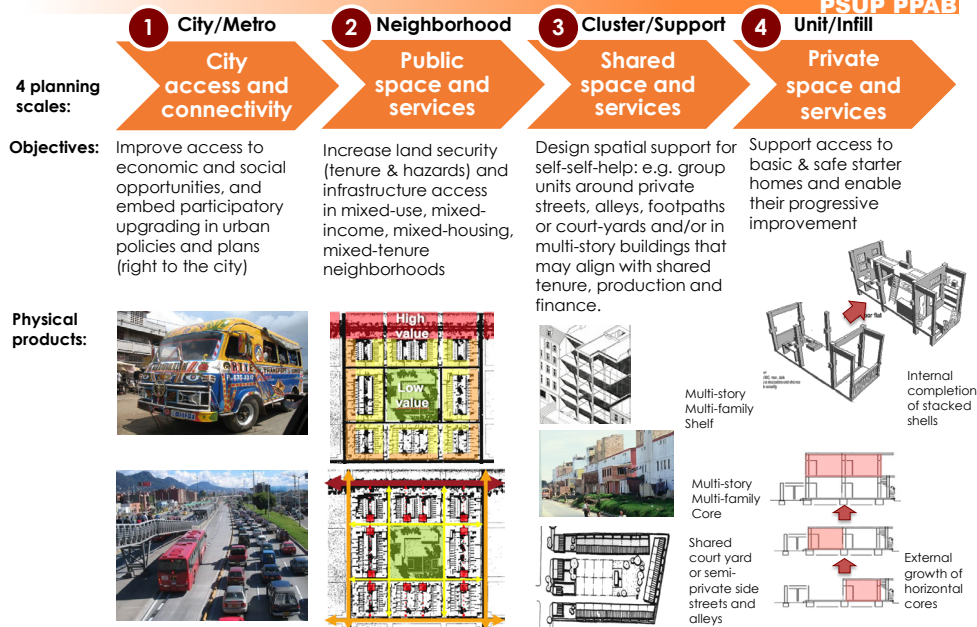 PSUP PPAB
1 City/Metro
2 Neighborhood
3 Cluster/Support
4 Unit/Infill
4 planning
scales:
City
access and
connectivity
Public
space and
services
Shared
space and
services
Private
space and
services
Objectives:
Improve access to
economic and social
opportunities, and
embed participatory
upgrading in urban
policies and plans
(right to the city)
Increase land security
(tenure & hazards) and
infrastructure access
in mixed-use, mixed-
income, mixed-housing,
mixed-tenure
neighborhoods
Design spatial support for
self-self-help: e.g. group
units around private
streets, alleys, footpaths
or court-yards and/or in
multi-story buildings that
may align with shared
tenure, production and
finance.
Support access to
basic & safe starter
homes and enable
their progressive
improvement
Physical
products:
High
value
Low
value
Multi-story
Multi-family
Shelf
Internal
completion
of stacked
shells
Multi-story
Multi-family
Core
Shared
court yard
or semi-
private side
streets and
alleys
External
growth of
horizontal
cores